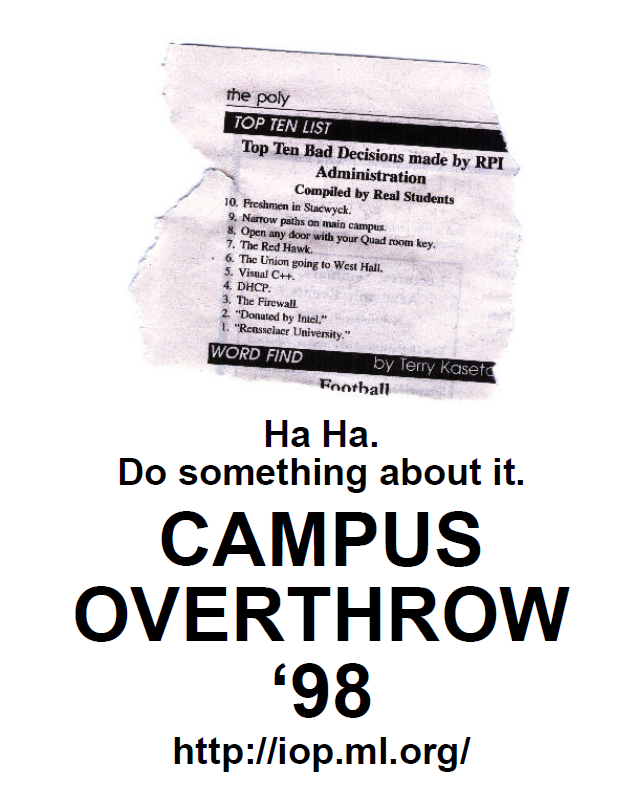 the poly
TOP TEN LIST
Top Ten Bad Decisions made by RPI
Administration
Compiled by Real Students
10. Freshmen in Stacwyck.
9. Narrow paths on main campus.
8. Open any door with your Quad room key.
7. The Red Hawk.
6. The Union going to West Hall.
5. Visual C++.
4. DHCP.
3. The Firewall.
2. "Donated by Intel."
1. "Rensselaer University."
WORD FIND by Terry Kaseta
Football
Ha Ha.
Do something about it.
CAMPUS
OVERTHROW
‘98
http://iop.ml.org/